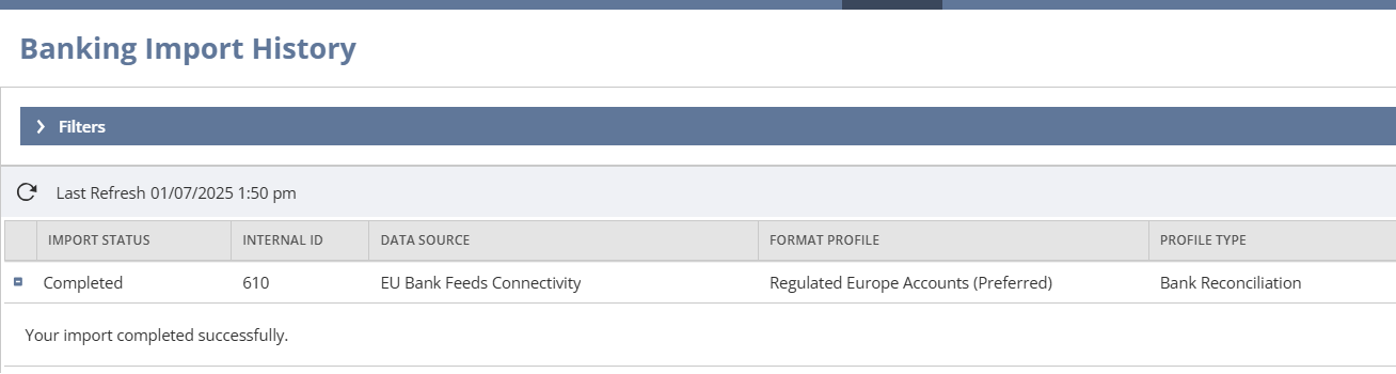 Banking Import History
Filters
Last Refresh 01/07/2025 1:50 pm
IMPORT STATUS INTERNAL ID DATA SOURCE FORMAT PROFILE PROFILE TYPE
Completed 610 EU Bank Feeds Connectivity Regulated Europe Accounts (Preferred) Bank Reconciliation
Your import completed successfully.